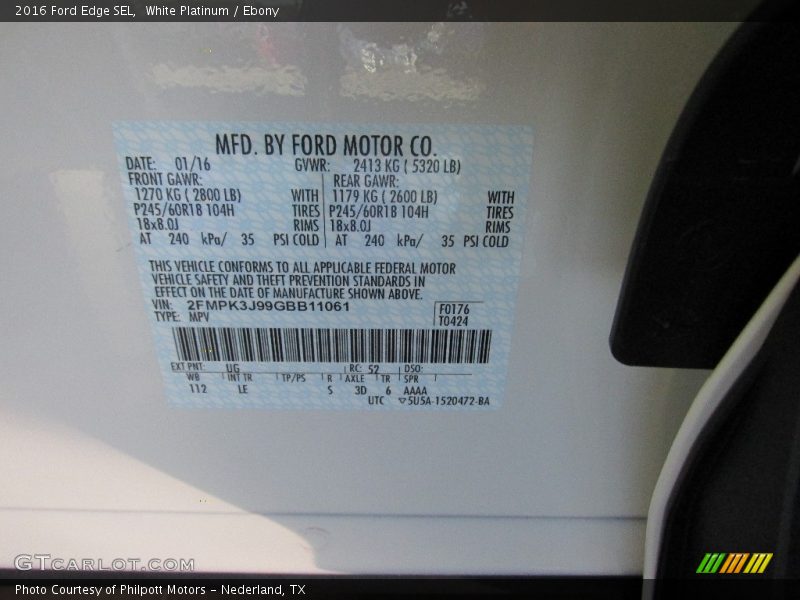 2016 Ford Edge SEL, White Platinum / Ebony
MFD. BY FORD MOTOR CO.
DATE: 01/16 GVWR: 2413 KG ( 5320 LB)
FRONT GAWR: REAR GAWR:
1270 KG ( 2800 LB) WITH 1179 KG ( 2600 LB) WITH
P245/60R18 104H TIRES P245/60R18 104H TIRES
18x8.0J RIMS 18x8.0J RIMS
AT 240 kPa/ 35 PSI COLD AT 240 kPa/ 35 PSI COLD
THIS VEHICLE CONFORMS TO ALL APPLICABLE FEDERAL MOTOR
VEHICLE SAFETY AND THEFT PREVENTION STANDARDS IN
EFFECT ON THE DATE OF MANUFACTURE SHOWN ABOVE.
VIN: 2FMPK3J99GBB11061 F0176
TYPE: MPV T0424
EXT PNT: UG RC: 52 DSO:
WB INT TR TP/PS R AXLE TR SPR
112 LE S 3D 6 AAAA
UTC ▽5U5A-1520472-BA
GTCARLOT.COM
Photo Courtesy of Philpott Motors - Nederland, TX